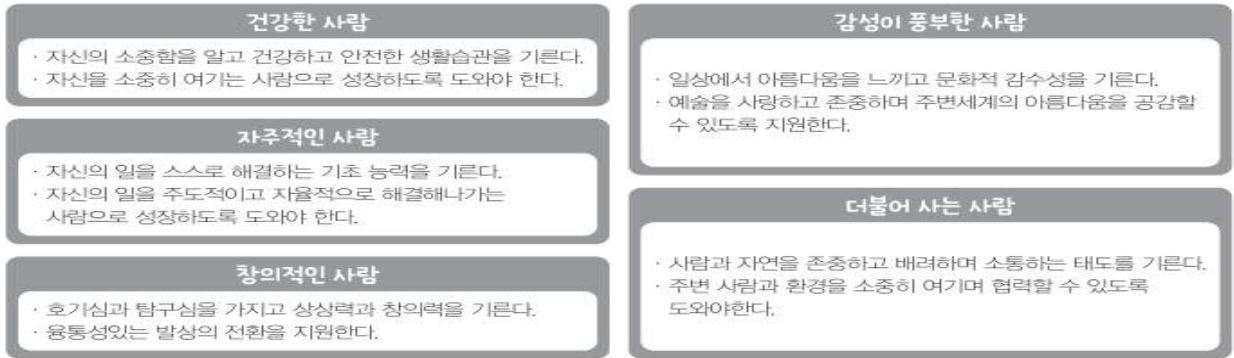 건강한 사람
· 자신의 소중함을 알고 건강하고 안전한 생활습관을 기른다.
· 자신을 소중히 여기는 사람으로 성장하도록 도와야 한다.
자주적인 사람
· 자신의 일을 스스로 해결하는 기초 능력을 기른다.
· 자신의 일을 주도적이고 자율적으로 해결해나가는
사람으로 성장하도록 도와야 한다.
창의적인 사람
· 호기심과 탐구심을 가지고 상상력과 창의력을 기른다.
· 융통성있는 발상의 전환을 지원한다.
감성이 풍부한 사람
· 일상에서 아름다움을 느끼고 문화적 감수성을 기른다.
· 예술을 사랑하고 존중하며 주변세계의 아름다움을 공감할
수 있도록 지원한다.
더불어 사는 사람
· 사람과 자연을 존중하고 배려하며 소통하는 태도를 기른다.
· 주변 사람과 환경을 소중히 여기며 협력할 수 있도록
도와야한다.